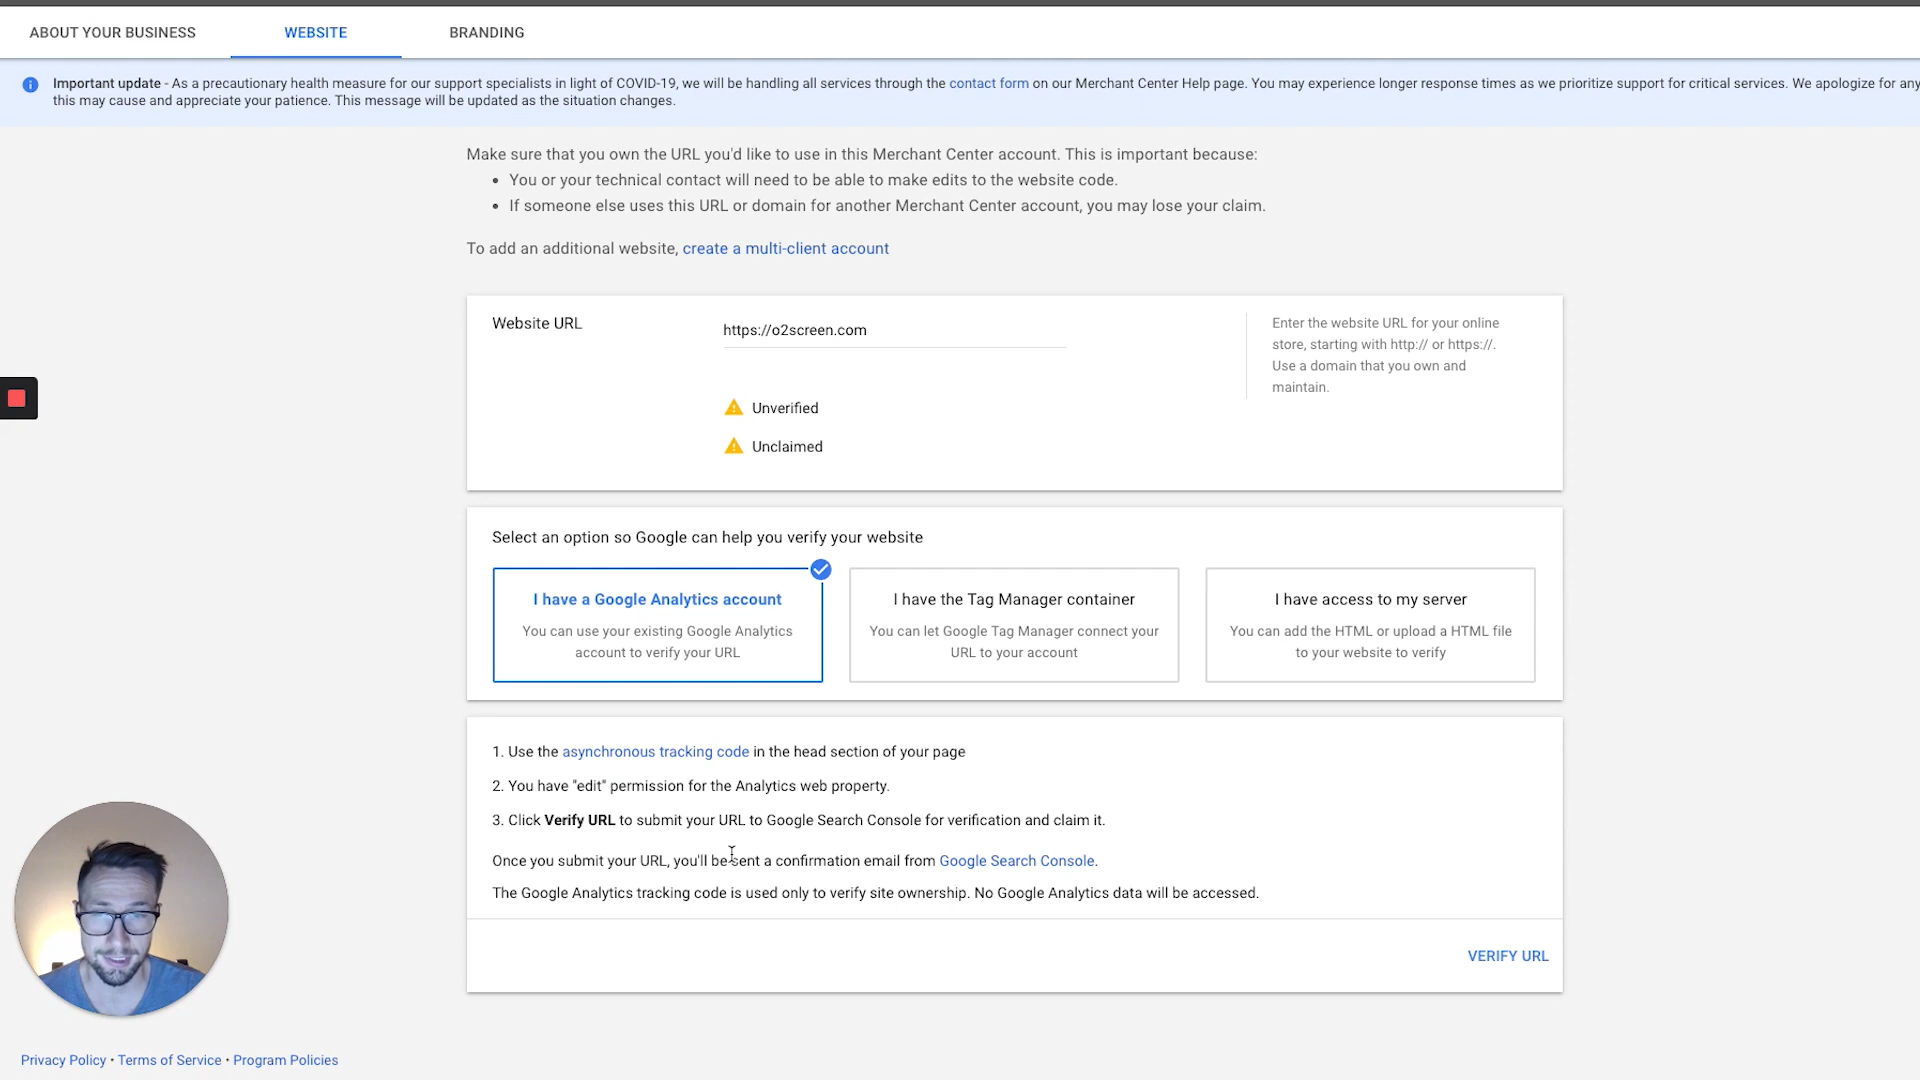 ABOUT YOUR BUSINESS WEBSITE BRANDING
Important update - As a precautionary health measure for our support specialists in light of COVID-19, we will be handling all services through the contact form on our Merchant Center Help page. You may experience longer response times as we prioritize support for critical services. We apologize for any
this may cause and appreciate your patience. This message will be updated as the situation changes.
Make sure that you own the URL you'd like to use in this Merchant Center account. This is important because:
• You or your technical contact will need to be able to make edits to the website code.
• If someone else uses this URL or domain for another Merchant Center account, you may lose your claim.
To add an additional website, create a multi-client account
Website URL
https://o2screen.com
Unverified
Unclaimed
Enter the website URL for your online
store, starting with http:// or https://.
Use a domain that you own and
maintain.
Select an option so Google can help you verify your website
I have a Google Analytics account
You can use your existing Google Analytics
account to verify your URL
I have the Tag Manager container
You can let Google Tag Manager connect your
URL to your account
I have access to my server
You can add the HTML or upload a HTML file
to your website to verify
1. Use the asynchronous tracking code in the head section of your page
2. You have "edit" permission for the Analytics web property.
3. Click Verify URL to submit your URL to Google Search Console for verification and claim it.
Once you submit your URL, you'll be sent a confirmation email from Google Search Console.
The Google Analytics tracking code is used only to verify site ownership. No Google Analytics data will be accessed.
VERIFY URL
Privacy Policy • Terms of Service • Program Policies